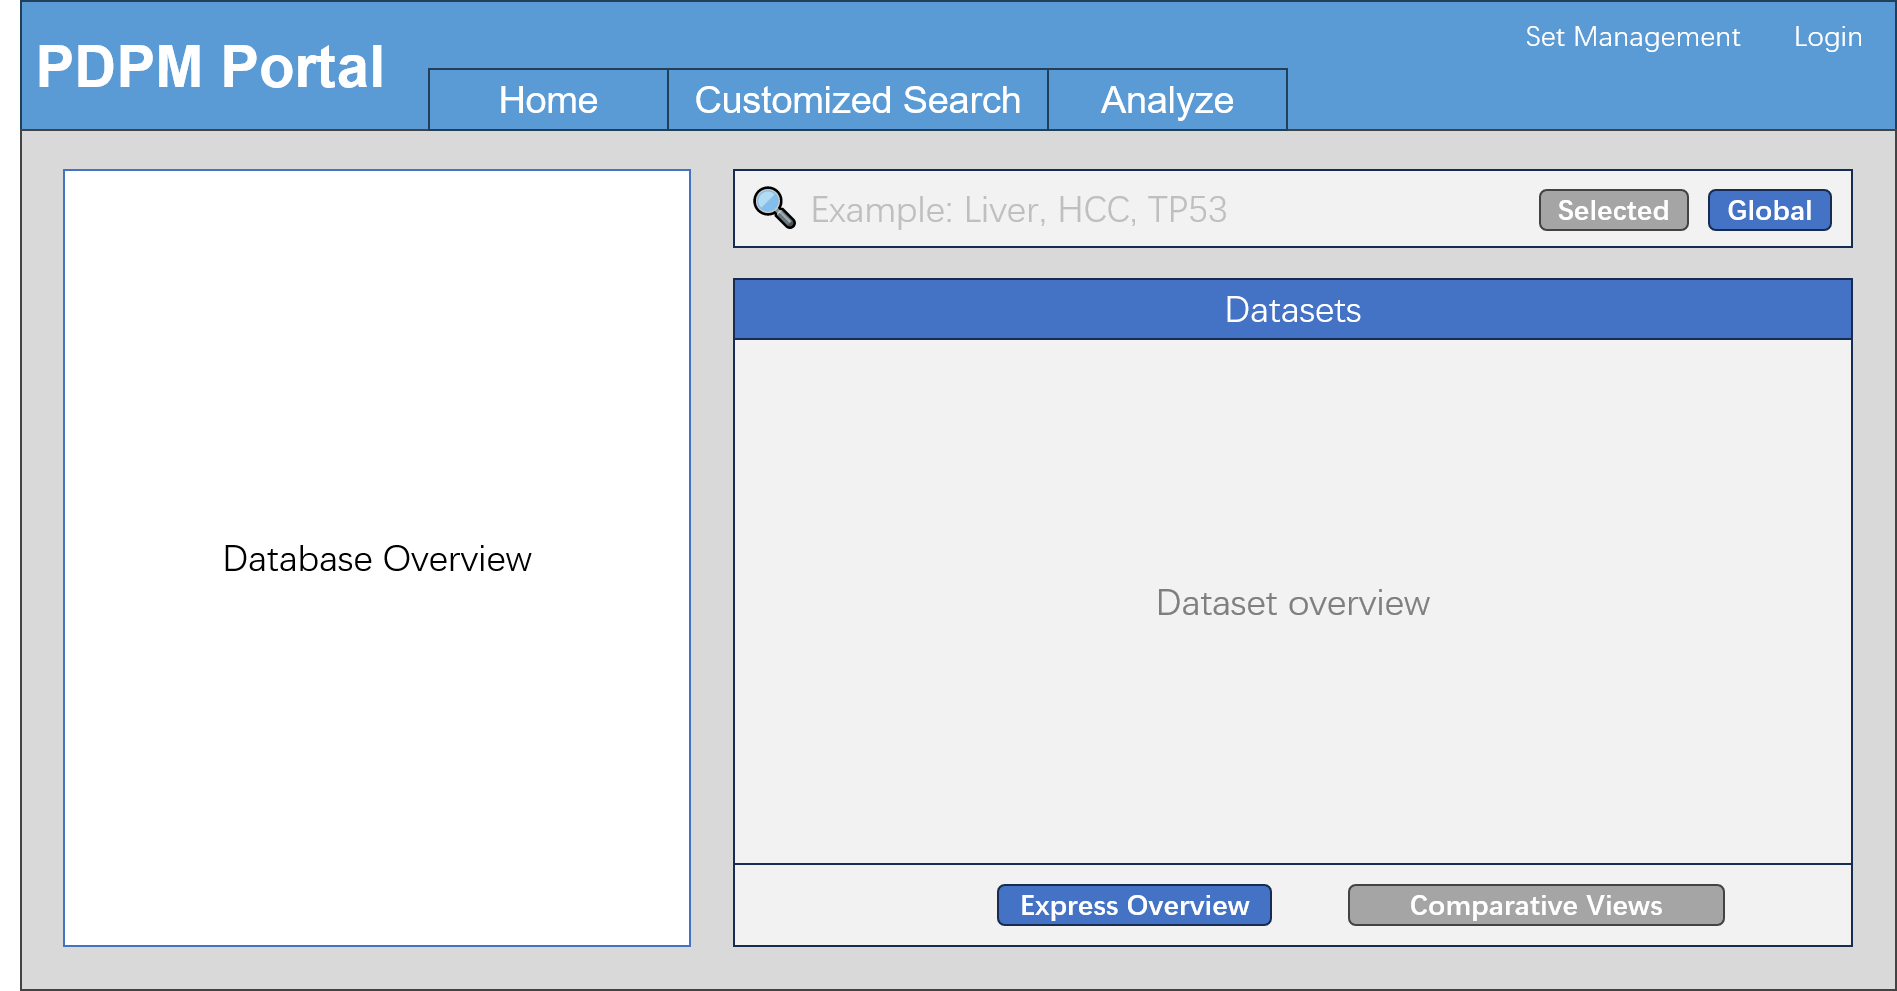 PDPM Portal
Set Management
Login
Home
Customized Search
Analyze
Example: Liver, HCC, TP53
Selected
Global
Datasets
Database Overview
Dataset overview
Express Overview
Comparative Views